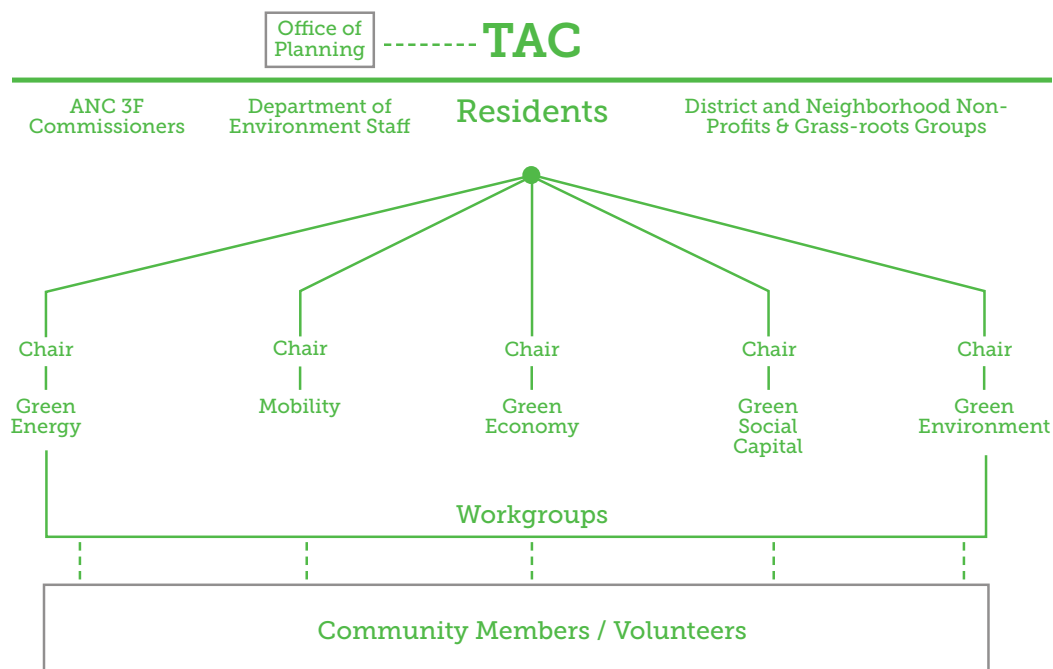 Office of
Planning
TAC
ANC 3F
Commissioners
Department of
Environment Staff
Residents
District and Neighborhood Non-
Profits & Grass-roots Groups
Chair
Chair
Chair
Chair
Chair
Green
Energy
Mobility
Green
Economy
Green
Social
Capital
Green
Environment
Workgroups
Community Members / Volunteers